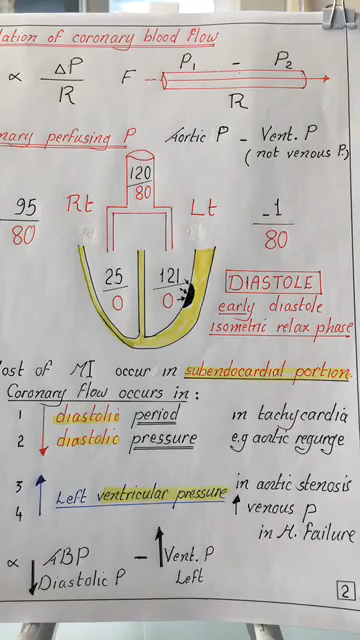 lation of coronary blood flow
∝ ΔP / R F P1 - P2
R
nary perfusing P Aortic P - Vent. P
(not venous P)
120
80
95 Rt Lt -1
80 80
25 121
0 0
DIASTOLE
early diastole
isometric relax phase
ost of MI occur in subendocardial portion.
Coronary flow occurs in :
1 diastolic period in tachycardia
2 diastolic pressure e.g aortic regurge
3 Left ventricular pressure in aortic stenosis
4 ↑ venous p
in H. failure
∝ ABP - ↑ Vent. P
↓ Diastolic P Left
2